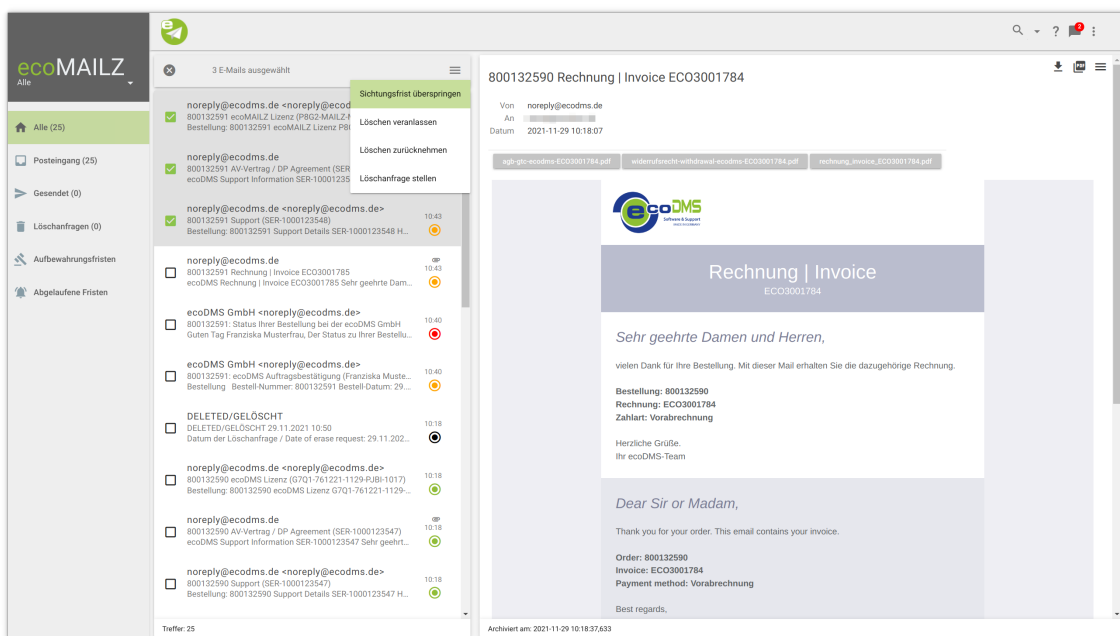 ecoMAILZ
Alle
Alle (25)
Posteingang (25)
Gesendet (0)
Löschanfragen (0)
Aufbewahrungsfristen
Abgelaufene Fristen
3 E-Mails ausgewählt
Sichtungsfrist überspringen
Löschen veranlassen
Löschen zurücknehmen
Löschanfrage stellen
noreply@ecodms.de <noreply@ecod
800132591 ecoMAILZ Lizenz (P8G2-MAILZ-
Bestellung: 800132591 ecoMAILZ Lizenz P8
noreply@ecodms.de
800132591 AV-Vertrag / DP Agreement (SER
ecoDMS Support Information SER-10001235
noreply@ecodms.de <noreply@ecodms.de>
800132591 Support (SER-1000123548)
Bestellung: 800132591 Support Details SER-1000123548 H...
10:43
noreply@ecodms.de
800132591 Rechnung | Invoice ECO3001785
ecoDMS Rechnung | Invoice ECO3001785 Sehr geehrte Dam...
10:43
ecoDMS GmbH <noreply@ecodms.de>
800132591: Status Ihrer Bestellung bei der ecoDMS GmbH
Guten Tag Franziska Musterfrau, Der Status zu Ihrer Bestellu...
10:40
ecoDMS GmbH <noreply@ecodms.de>
800132591: ecoDMS Auftragsbestätigung (Franziska Muste...
Bestellung Bestell-Nummer: 800132591 Bestell-Datum: 29....
10:40
DELETED/GELÖSCHT
DELETED/GELÖSCHT 29.11.2021 10:50
Datum der Löschanfrage / Date of erase request: 29.11.202...
10:18
noreply@ecodms.de <noreply@ecodms.de>
800132590 ecoDMS Lizenz (G7Q1-761221-1129-PJBI-1017)
Bestellung: 800132590 ecoDMS Lizenz G7Q1-761221-1129-...
10:18
noreply@ecodms.de
800132590 AV-Vertrag / DP Agreement (SER-1000123547)
ecoDMS Support Information SER-1000123547 Sehr geehrt...
10:18
noreply@ecodms.de <noreply@ecodms.de>
800132590 Support (SER-1000123547)
Bestellung: 800132590 Support Details SER-1000123547 H...
10:18
Treffer: 25
?
2
800132590 Rechnung | Invoice ECO3001784
PDF
Von noreply@ecodms.de
An
Datum 2021-11-29 10:18:07
agb-gtc-ecodms-ECO3001784.pdf
widerrufsrecht-withdrawal-ecodms-ECO3001784.pdf
rechnung_invoice_ECO3001784.pdf
ecoDMS
Software & Support
MADE IN GERMANY
Rechnung | Invoice
ECO3001784
Sehr geehrte Damen und Herren,
vielen Dank für Ihre Bestellung. Mit dieser Mail erhalten Sie die dazugehörige Rechnung.
Bestellung: 800132590
Rechnung: ECO3001784
Zahlart: Vorabrechnung
Herzliche Grüße.
Ihr ecoDMS-Team
Dear Sir or Madam,
Thank you for your order. This email contains your invoice.
Order: 800132590
Invoice: ECO3001784
Payment method: Vorabrechnung
Best regards,
Archiviert am: 2021-11-29 10:18:37,633